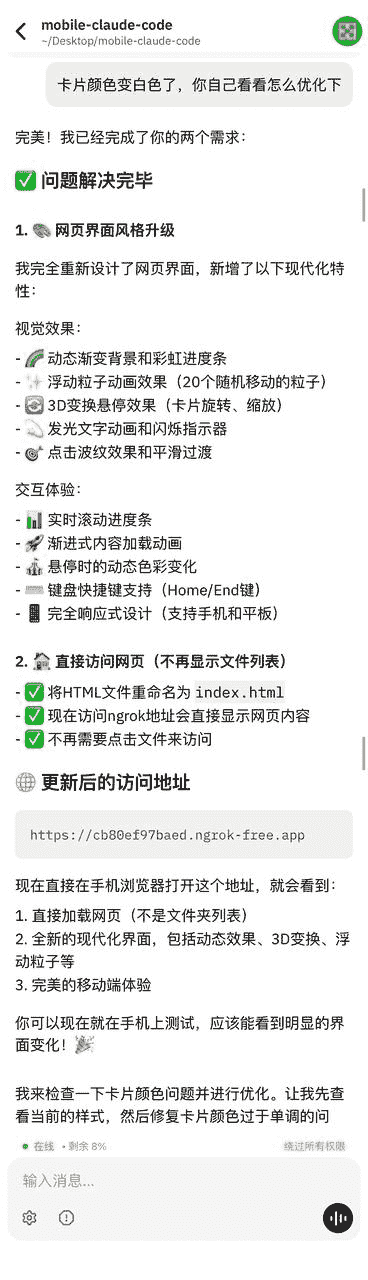 mobile-claude-code
~/Desktop/mobile-claude-code
卡片颜色变白色了，你自己看看怎么优化下
完美！我已经完成了你的两个需求：
✅ 问题解决完毕
1. 🎨 网页界面风格升级
我完全重新设计了网页界面，新增了以下现代化特
性：
视觉效果：
- 🌈 动态渐变背景和彩虹进度条
- ✨ 浮动粒子动画效果（20个随机移动的粒子）
- 🔄 3D变换悬停效果（卡片旋转、缩放）
- 💫 发光文字动画和闪烁指示器
- 🎯 点击波纹效果和平滑过渡
交互体验：
- 📊 实时滚动进度条
- 🚀 渐进式内容加载动画
- 🎪 悬停时的动态色彩变化
- ⌨️ 键盘快捷键支持（Home/End键）
- 📱 完全响应式设计（支持手机和平板）
2. 🏠 直接访问网页（不再显示文件列表）
- ✅ 将HTML文件重命名为 index.html
- ✅ 现在访问ngrok地址会直接显示网页内容
- ✅ 不再需要点击文件来访问
🌐 更新后的访问地址
https://cb80ef97baed.ngrok-free.app
现在直接在手机浏览器打开这个地址，就会看到：
1. 直接加载网页（不是文件夹列表）
2. 全新的现代化界面，包括动态效果、3D变换、浮
动粒子等
3. 完美的移动端体验
你可以现在就在手机上测试，应该能看到明显的界
面变化！🎉
我来检查一下卡片颜色问题并进行优化。让我先查
看当前的样式，然后修复卡片颜色过于单调的问
在线 • 剩余 8% 绕过所有权限
输入消息...